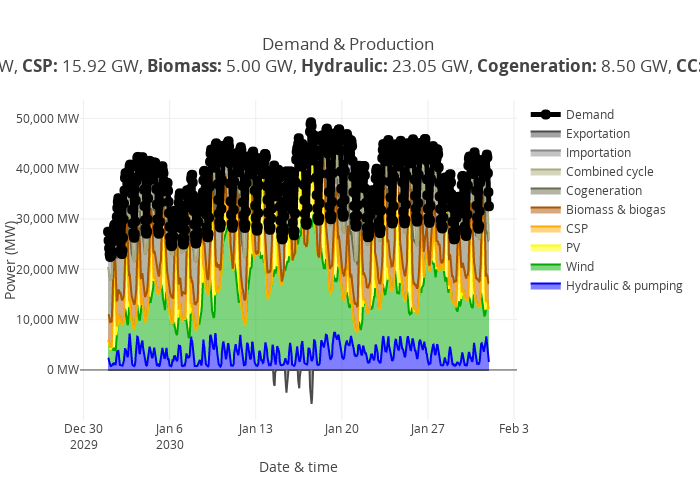 Demand & Production
W, CSP: 15.92 GW, Biomass: 5.00 GW, Hydraulic: 23.05 GW, Cogeneration: 8.50 GW, CC:
50,000 MW
40,000 MW
30,000 MW
20,000 MW
10,000 MW
0 MW
Power (MW)
Dec 30
2029
Jan 6
2030
Jan 13
Jan 20
Jan 27
Feb 3
Date & time
Demand
Exportation
Importation
Combined cycle
Cogeneration
Biomass & biogas
CSP
PV
Wind
Hydraulic & pumping